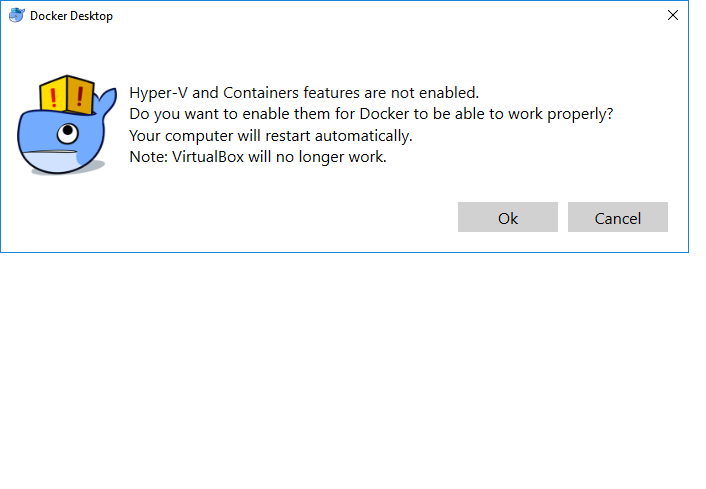 Docker Desktop
Hyper-V and Containers features are not enabled.
Do you want to enable them for Docker to be able to work properly?
Your computer will restart automatically.
Note: VirtualBox will no longer work.
Ok Cancel